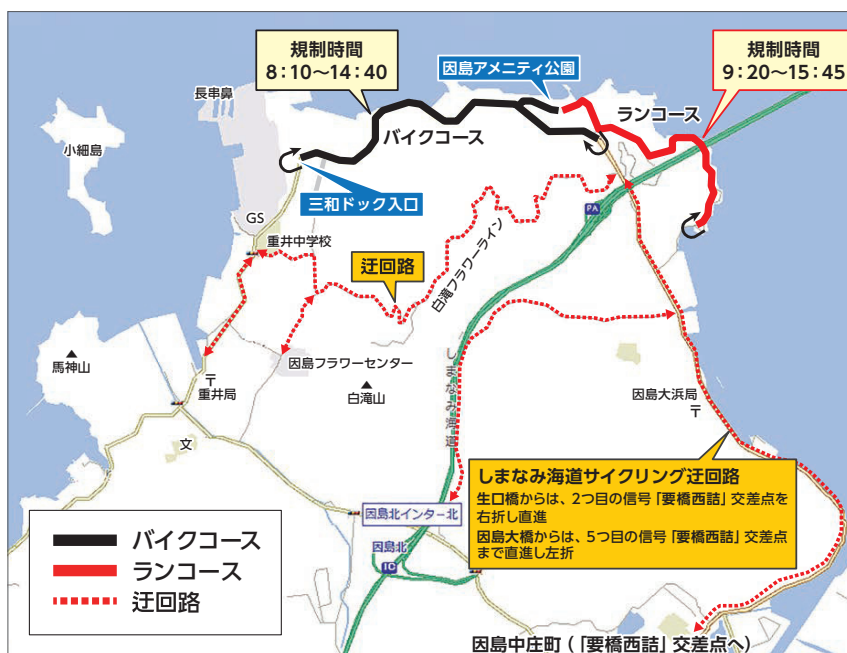 規制時間
8：10～14：40
因島アメニティ公園
規制時間
9：20～15：45
長串鼻
ランコース
バイクコース
小細島
三和ドック入口
PA
GS
重井中学校
迂回路
白滝フラワーライン
馬神山
因島フラワーセンター
しまなみ海道
〒
重井局
白滝山
因島大浜局
〒
文
しまなみ海道サイクリング迂回路
生口橋からは、2つ目の信号「要橋西詰」交差点を
右折し直進
因島大橋からは、5つ目の信号「要橋西詰」交差点
まで直進し左折
因島北インター北
因島北
IC
バイクコース
ランコース
迂回路
因島中庄町（「要橋西詰」交差点へ）